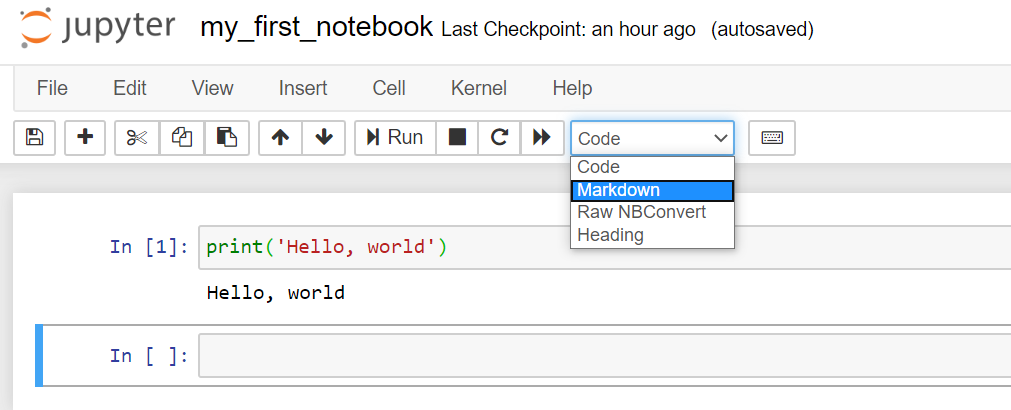 jupyter my_first_notebook Last Checkpoint: an hour ago (autosaved)
File Edit View Insert Cell Kernel Help
Run Code
Code
Markdown
Raw NBConvert
Heading
In [1]: print('Hello, world')
Hello, world
In [ ]: